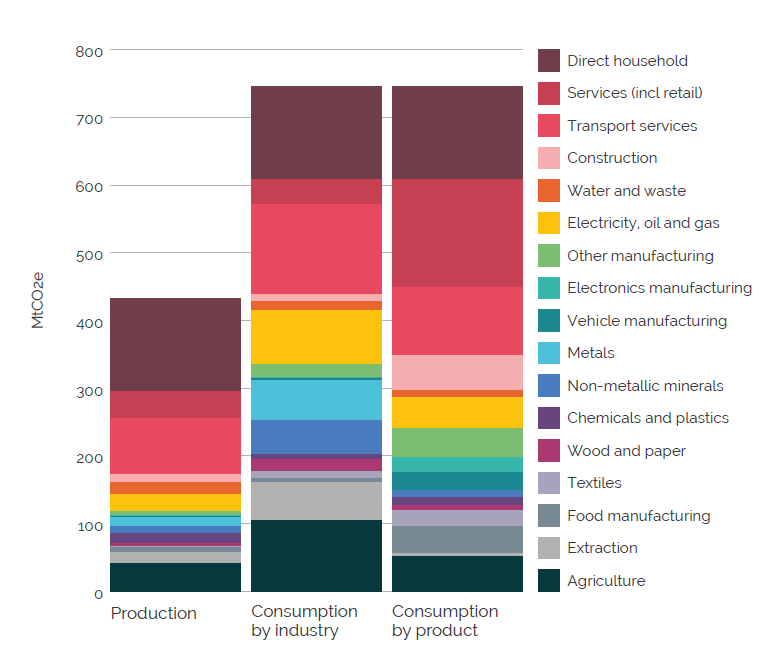 800
700
600
500
400
300
200
100
0
MtCO2e
Production
Consumption
by industry
Consumption
by product
Direct household
Services (incl retail)
Transport services
Construction
Water and waste
Electricity, oil and gas
Other manufacturing
Electronics manufacturing
Vehicle manufacturing
Metals
Non-metallic minerals
Chemicals and plastics
Wood and paper
Textiles
Food manufacturing
Extraction
Agriculture